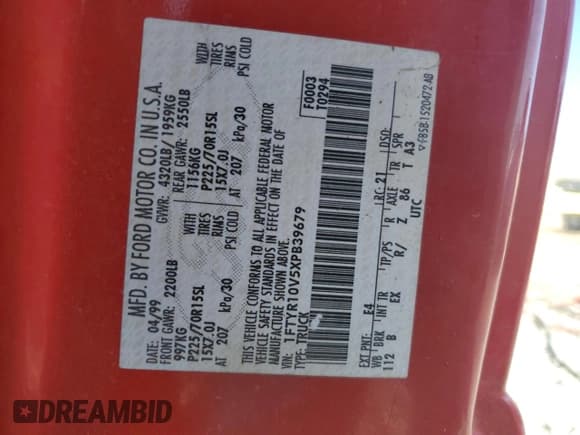 MFD. BY FORD MOTOR CO. IN U.S.A.
DATE: 04/99 GVWR: 4320LB/ 1959KG
FRONT GAWR: 2200LB REAR GAWR: 2550LB
997KG 1156KG WITH
P225/70R15SL P225/70R15SL TIRES
15X7.0J 15X7.0J RIMS
AT 207 kPa/30 PSI COLD AT 207 kPa/30 PSI COLD
THIS VEHICLE CONFORMS TO ALL APPLICABLE FEDERAL MOTOR
VEHICLE SAFETY STANDARDS IN EFFECT ON THE DATE OF
MANUFACTURE SHOWN ABOVE.
VIN: 1FTYR10V5XPB39679
TYPE: TRUCK
F0003
T0294
EXT PNT: E4 RC: 21 DSO:
WB BRK INT TR TP/PS R AXLE TR SPR
112 B EX R/ Z 86 T A3
UTC
F85B-1520472-AB
DREAMBID